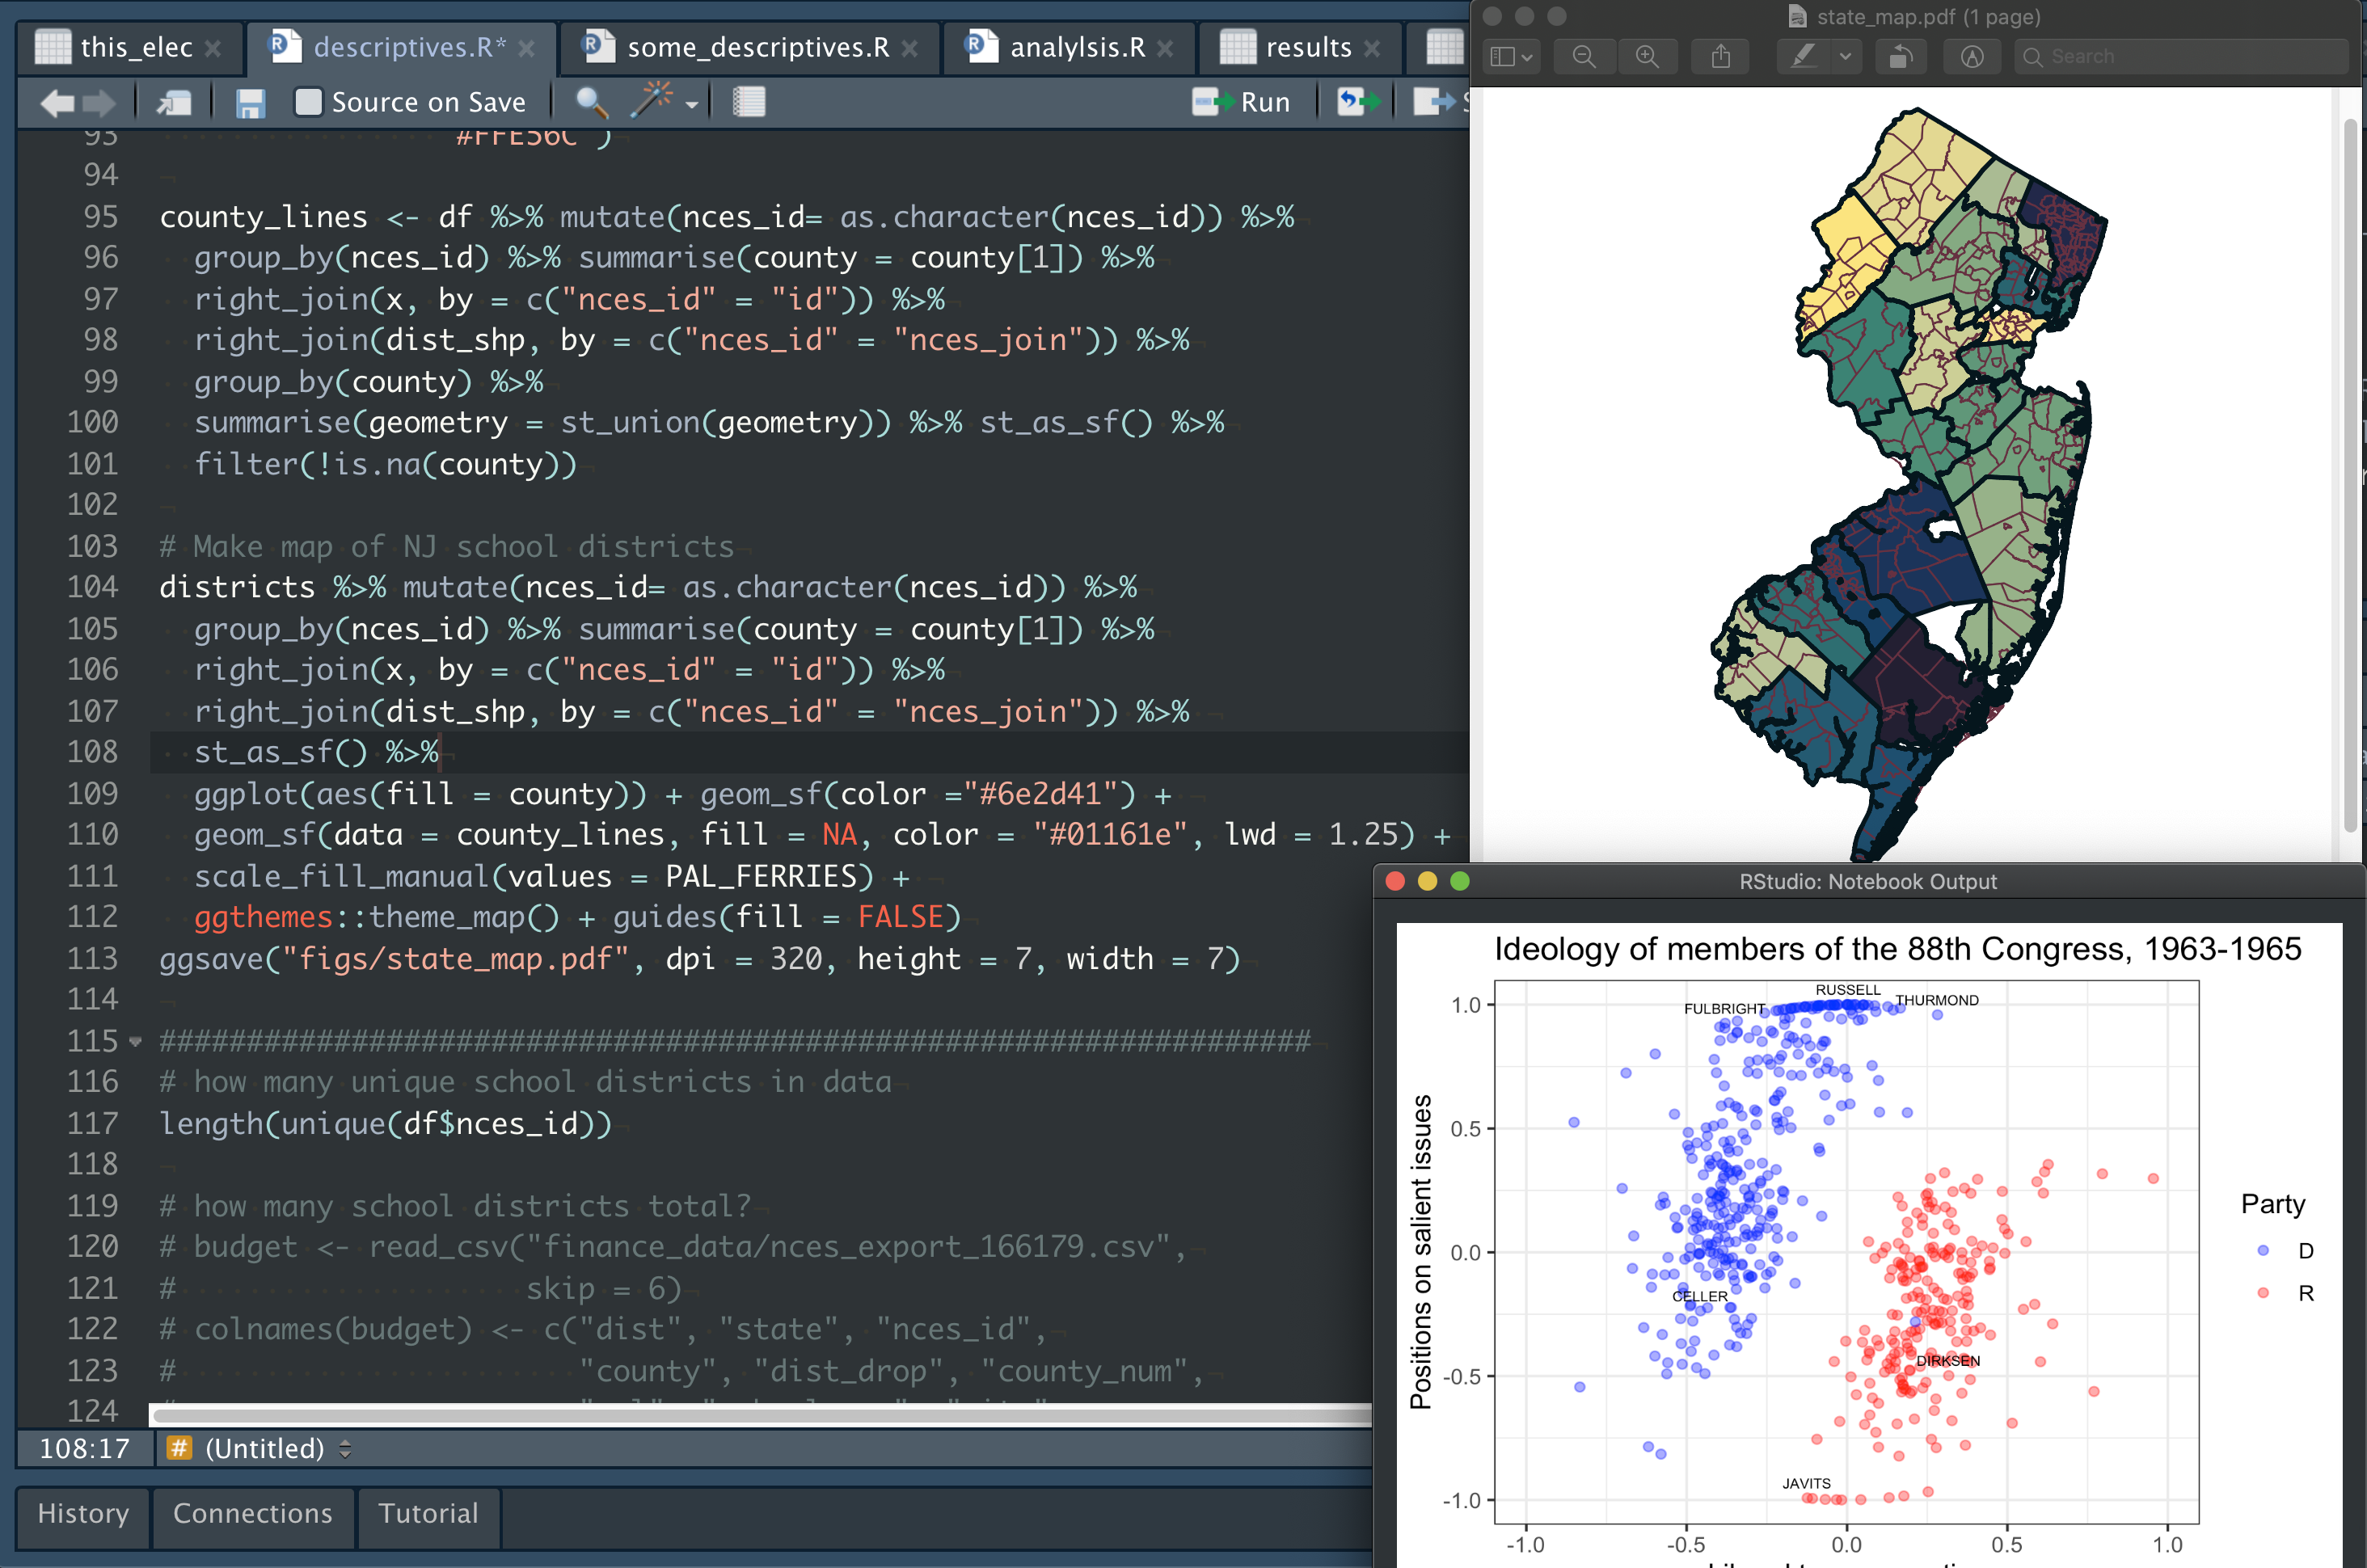 this_elec
descriptives.R*
some_descriptives.R
analylsis.R
results
Source on Save
Run
93 #FFE56C")
94
95 county_lines <- df %>% mutate(nces_id= as.character(nces_id)) %>%
96 group_by(nces_id) %>% summarise(county = county[1]) %>%
97 right_join(x, by = c("nces_id" = "id")) %>%
98 right_join(dist_shp, by = c("nces_id" = "nces_join")) %>%
99 group_by(county) %>%
100 summarise(geometry = st_union(geometry)) %>% st_as_sf() %>%
101 filter(!is.na(county))
102
103 # Make map of NJ school districts
104 districts %>% mutate(nces_id= as.character(nces_id)) %>%
105 group_by(nces_id) %>% summarise(county = county[1]) %>%
106 right_join(x, by = c("nces_id" = "id")) %>%
107 right_join(dist_shp, by = c("nces_id" = "nces_join")) %>%
108 st_as_sf() %>%
109 ggplot(aes(fill = county)) + geom_sf(color ="#6e2d41") +
110 geom_sf(data = county_lines, fill = NA, color = "#01161e", lwd = 1.25) +
111 scale_fill_manual(values = PAL_FERRIES) +
112 ggthemes::theme_map() + guides(fill = FALSE)
113 ggsave("figs/state_map.pdf", dpi = 320, height = 7, width = 7)
114
115 ##################################################################
116 # how many unique school districts in data
117 length(unique(df$nces_id))
118
119 # how many school districts total?
120 # budget <- read_csv("finance_data/nces_export_166179.csv",
121 # skip = 6)
122 # colnames(budget) <- c("dist", "state", "nces_id",
123 # "county", "dist_drop", "county_num",
124
108:17
# (Untitled)
History
Connections
Tutorial
state_map.pdf (1 page)
Search
RStudio: Notebook Output
Ideology of members of the 88th Congress, 1963-1965
Positions on salient issues
1.0
0.5
0.0
-0.5
-1.0
RUSSELL
FULBRIGHT
THURMOND
CELLER
DIRKSEN
JAVITS
Party
D
R
-1.0
-0.5
0.0
0.5
1.0